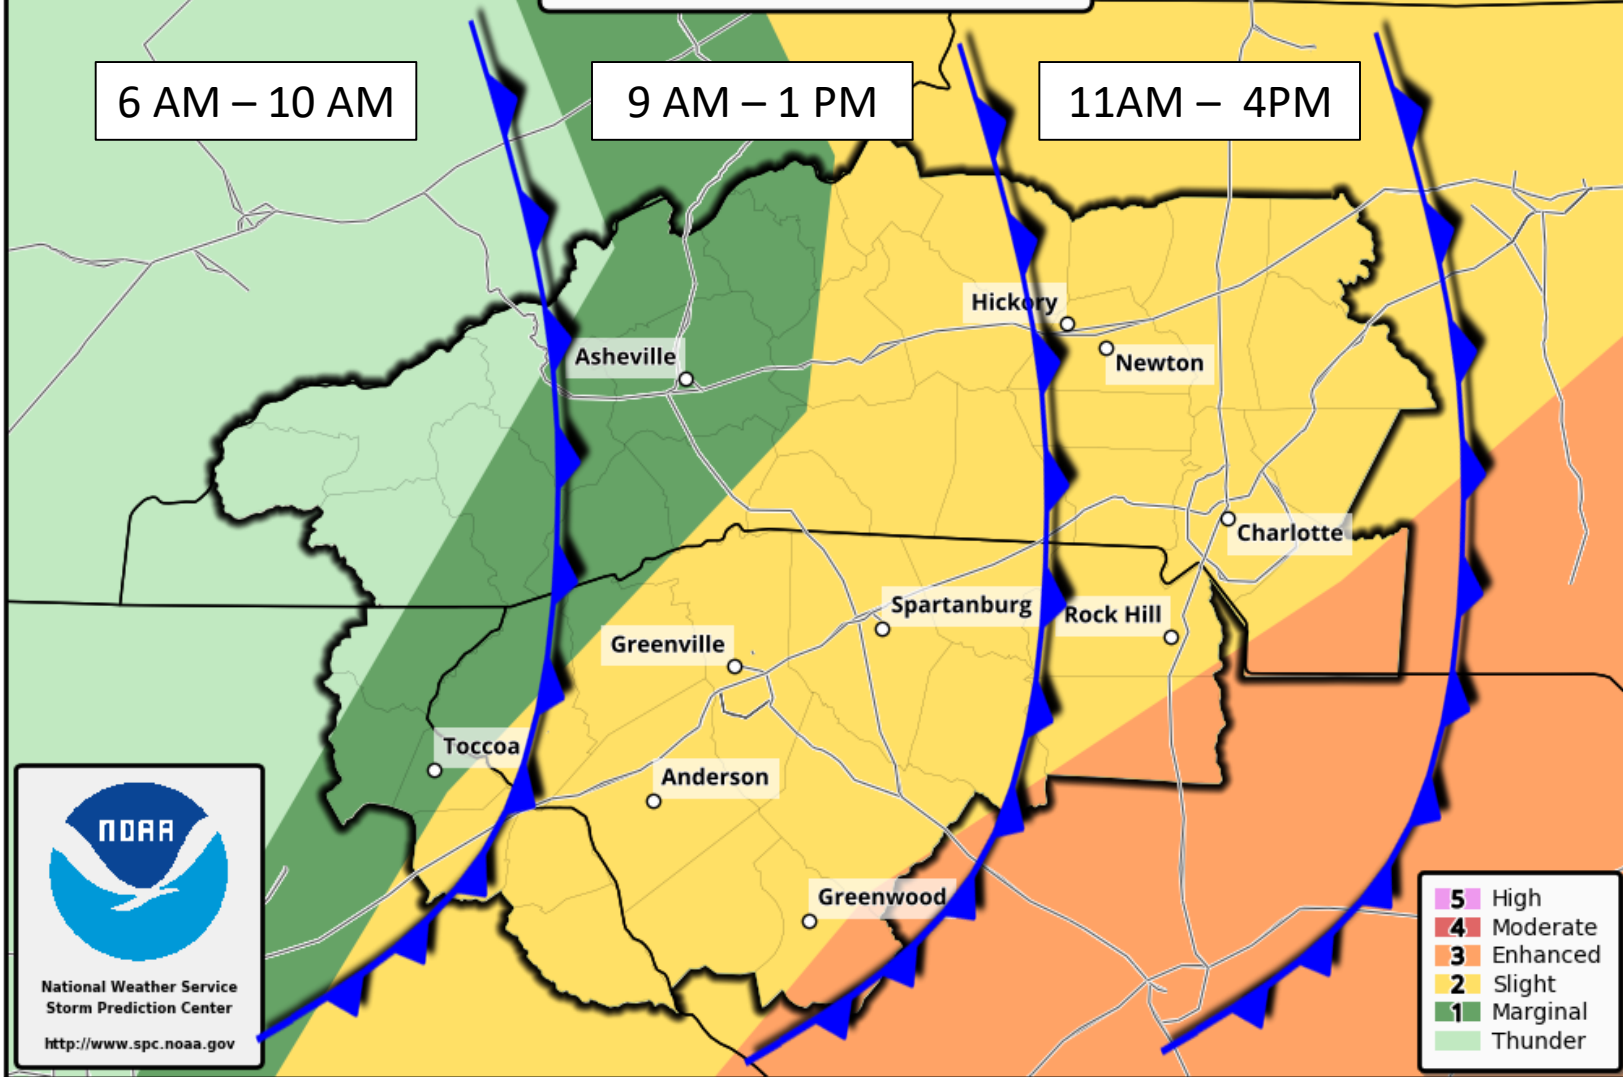 6 AM – 10 AM
9 AM – 1 PM
11AM –  4PM
Hickory
Asheville
Newton
Charlotte
Spartanburg
Rock Hill
Greenville
Toccoa
Anderson
Greenwood
NOAA
National Weather Service
Storm Prediction Center
http://www.spc.noaa.gov
5 High
4 Moderate
3 Enhanced
2 Slight
1 Marginal
Thunder